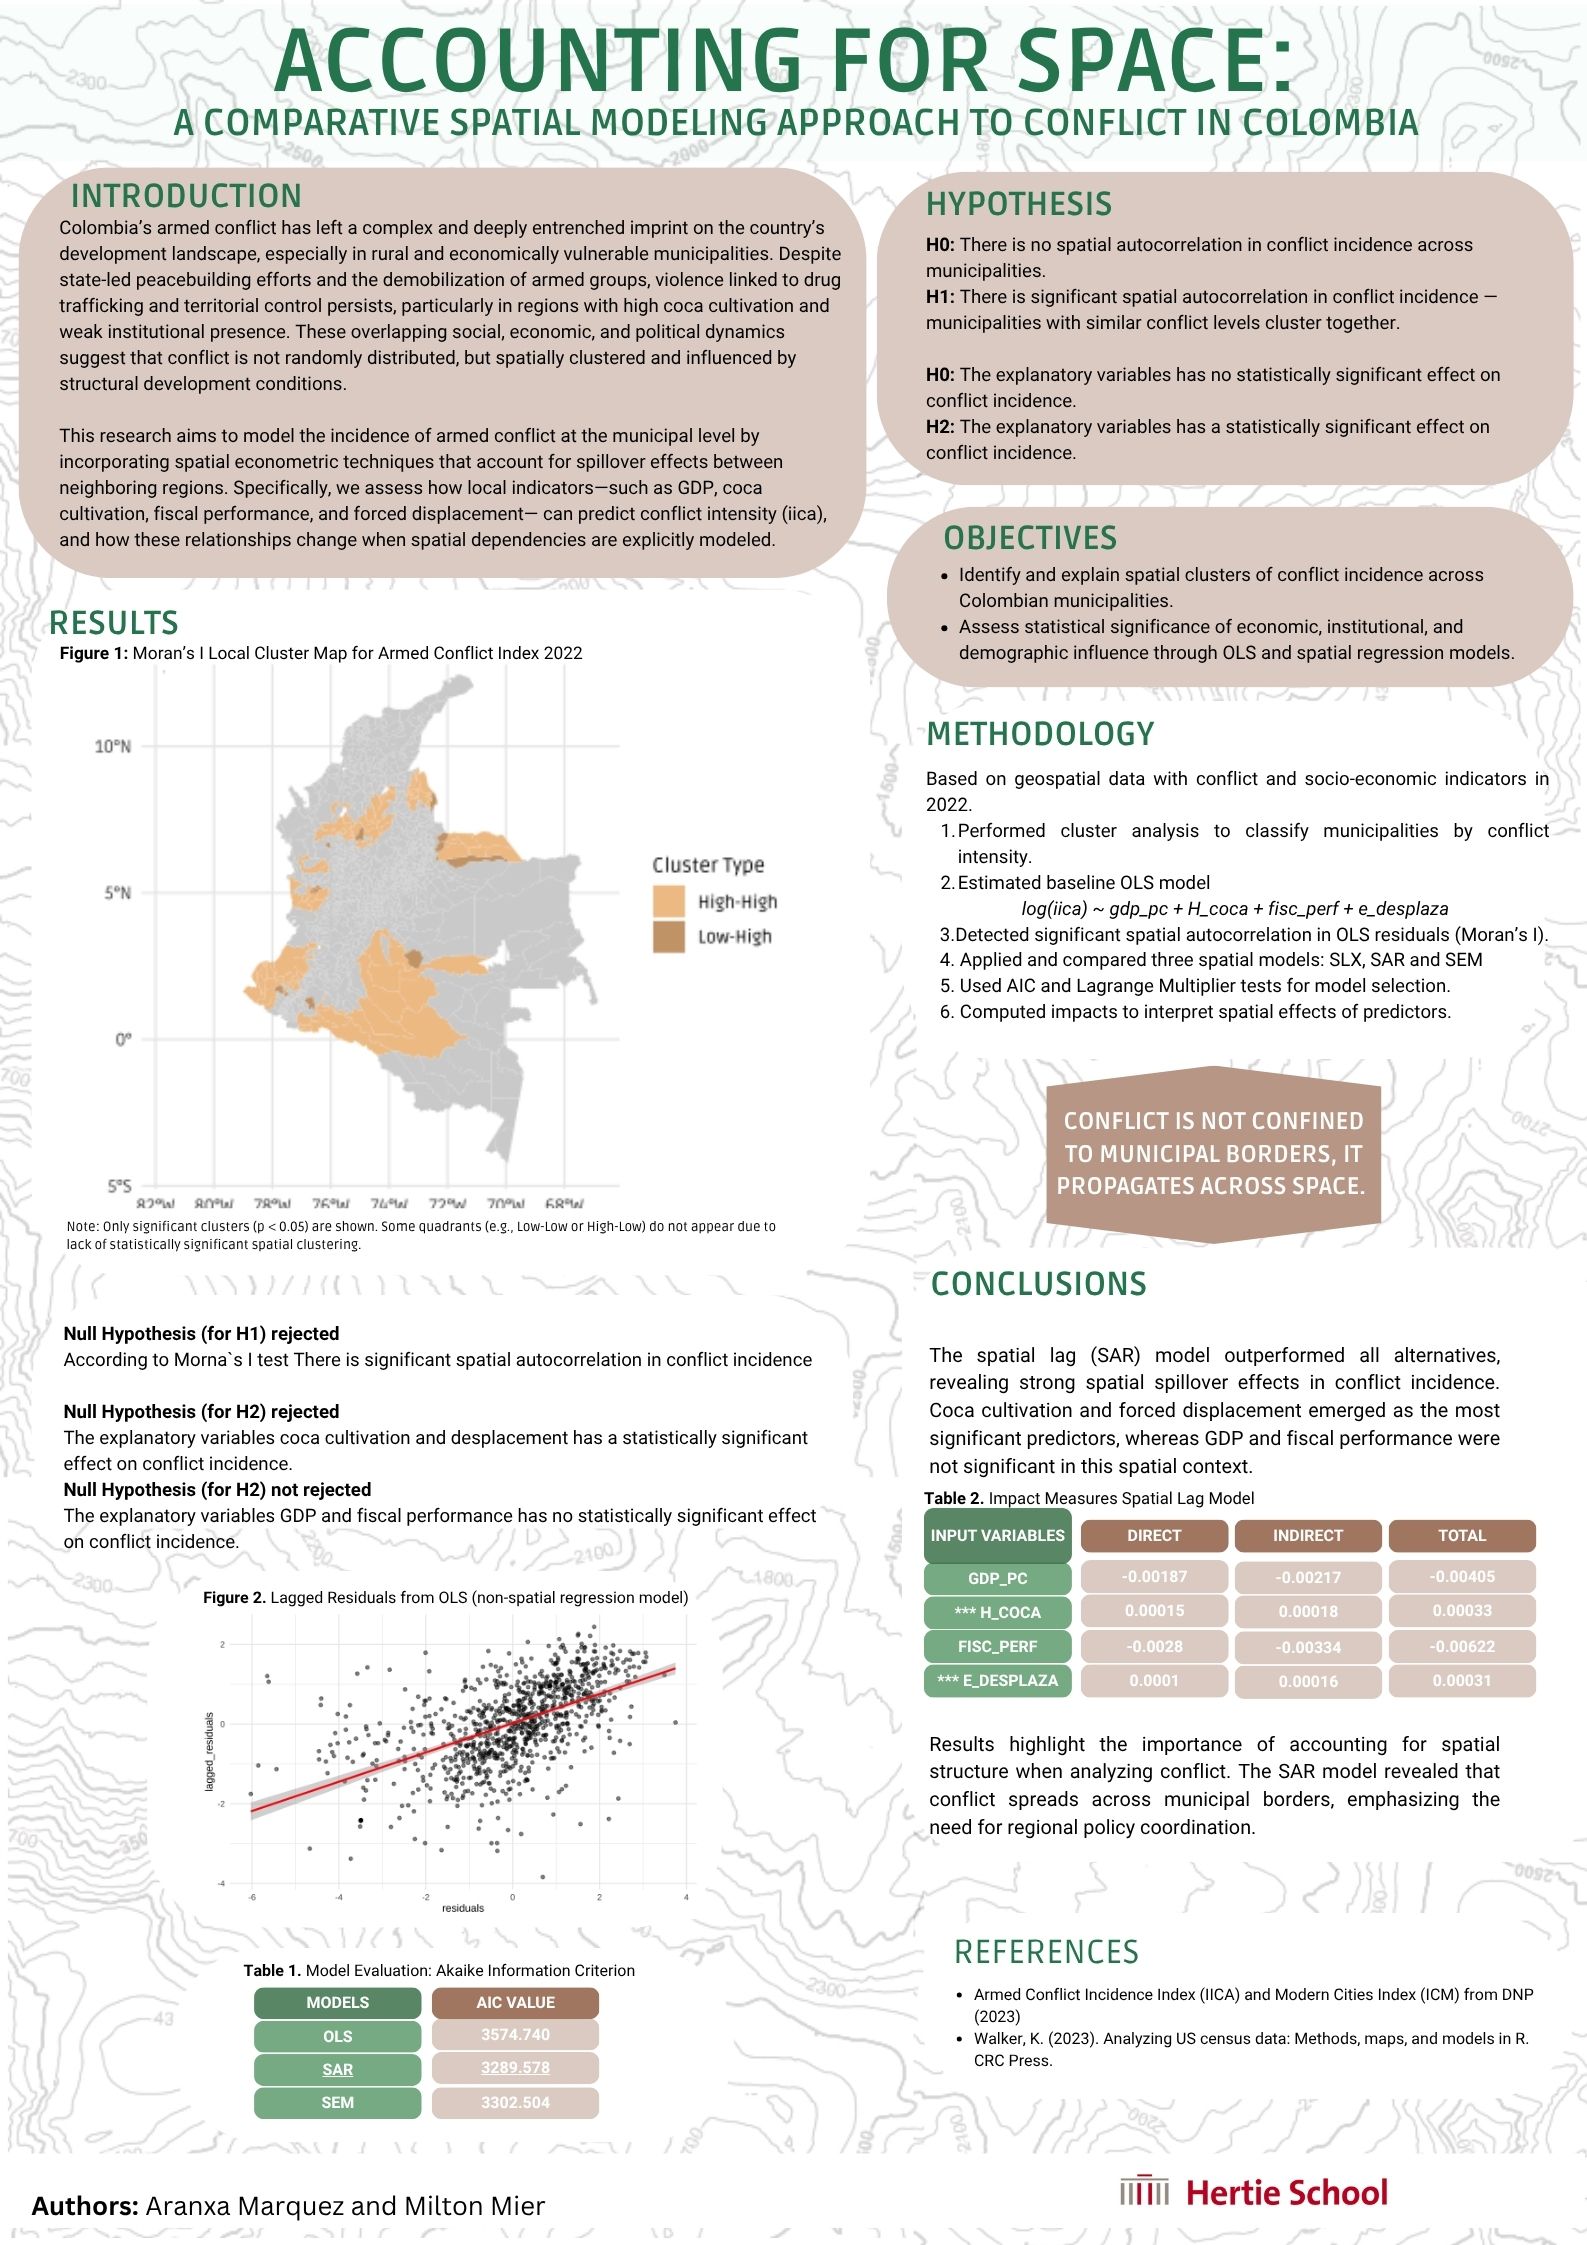 ACCOUNTING FOR SPACE:
A COMPARATIVE SPATIAL MODELING APPROACH TO CONFLICT IN COLOMBIA
INTRODUCTION
Colombia’s armed conflict has left a complex and deeply entrenched imprint on the country’s
development landscape, especially in rural and economically vulnerable municipalities. Despite
state-led peacebuilding efforts and the demobilization of armed groups, violence linked to drug
trafficking and territorial control persists, particularly in regions with high coca cultivation and
weak institutional presence. These overlapping social, economic, and political dynamics
suggest that conflict is not randomly distributed, but spatially clustered and influenced by
structural development conditions.
This research aims to model the incidence of armed conflict at the municipal level by
incorporating spatial econometric techniques that account for spillover effects between
neighboring regions. Specifically, we assess how local indicators—such as GDP, coca
cultivation, fiscal performance, and forced displacement— can predict conflict intensity (iica),
and how these relationships change when spatial dependencies are explicitly modeled.
HYPOTHESIS
H0: There is no spatial autocorrelation in conflict incidence across
municipalities.
H1: There is significant spatial autocorrelation in conflict incidence —
municipalities with similar conflict levels cluster together.
H0: The explanatory variables has no statistically significant effect on
conflict incidence.
H2: The explanatory variables has a statistically significant effect on
conflict incidence.
OBJECTIVES
• Identify and explain spatial clusters of conflict incidence across
Colombian municipalities.
• Assess statistical significance of economic, institutional, and
demographic influence through OLS and spatial regression models.
RESULTS
Figure 1: Moran’s I Local Cluster Map for Armed Conflict Index 2022
10°N
5°N
0°
5°S
82°W 80°W 78°W 76°W 74°W 72°W 70°W 68°W
Cluster Type
High-High
Low-High
Note: Only significant clusters (p < 0.05) are shown. Some quadrants (e.g., Low-Low or High-Low) do not appear due to
lack of statistically significant spatial clustering.
METHODOLOGY
Based on geospatial data with conflict and socio-economic indicators in
2022.
1. Performed cluster analysis to classify municipalities by conflict
intensity.
2. Estimated baseline OLS model
log(iica) ~ gdp_pc + H_coca + fisc_perf + e_desplaza
3.Detected significant spatial autocorrelation in OLS residuals (Moran’s I).
4. Applied and compared three spatial models: SLX, SAR and SEM
5. Used AIC and Lagrange Multiplier tests for model selection.
6. Computed impacts to interpret spatial effects of predictors.
CONFLICT IS NOT CONFINED
TO MUNICIPAL BORDERS, IT
PROPAGATES ACROSS SPACE.
Null Hypothesis (for H1) rejected
According to Morna`s I test There is significant spatial autocorrelation in conflict incidence
Null Hypothesis (for H2) rejected
The explanatory variables coca cultivation and desplacement has a statistically significant
effect on conflict incidence.
Null Hypothesis (for H2) not rejected
The explanatory variables GDP and fiscal performance has no statistically significant effect
on conflict incidence.
Figure 2. Lagged Residuals from OLS (non-spatial regression model)
lagged_residuals
2
0
-2
-4
-6 -4 -2 0 2 4
residuals
Table 1. Model Evaluation: Akaike Information Criterion
MODELS AIC VALUE
OLS 3574.740
SAR 3289.578
SEM 3302.504
CONCLUSIONS
The spatial lag (SAR) model outperformed all alternatives,
revealing strong spatial spillover effects in conflict incidence.
Coca cultivation and forced displacement emerged as the most
significant predictors, whereas GDP and fiscal performance were
not significant in this spatial context.
Table 2. Impact Measures Spatial Lag Model
INPUT VARIABLES DIRECT INDIRECT TOTAL
GDP_PC -0.00187 -0.00217 -0.00405
*** H_COCA 0.00015 0.00018 0.00033
FISC_PERF -0.0028 -0.00334 -0.00622
*** E_DESPLAZA 0.0001 0.00016 0.00031
Results highlight the importance of accounting for spatial
structure when analyzing conflict. The SAR model revealed that
conflict spreads across municipal borders, emphasizing the
need for regional policy coordination.
REFERENCES
• Armed Conflict Incidence Index (IICA) and Modern Cities Index (ICM) from DNP
(2023)
• Walker, K. (2023). Analyzing US census data: Methods, maps, and models in R.
CRC Press.
Authors: Aranxa Marquez and Milton Mier
Hertie School